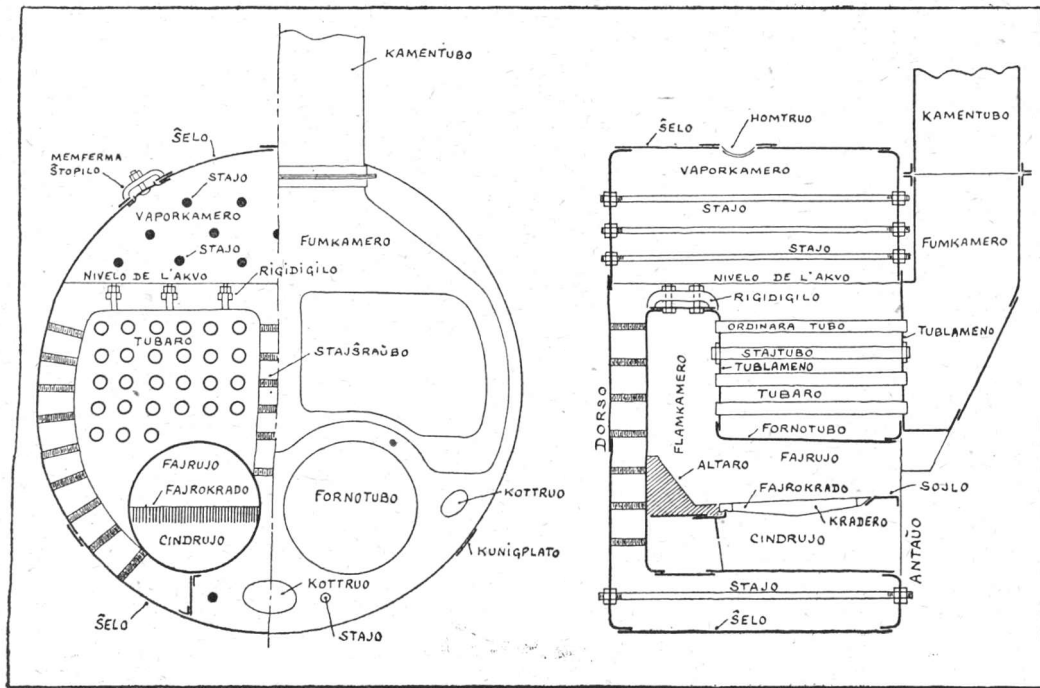 KAMENTUBO
ŜELO
MEMFERMA
ŜTOPILO
STAJO
VAPORKAMERO
STAJO
FUMKAMERO
NIVELO DE L'AKVO
RIGIDIGILO
TUBARO
STAJŜRAŬBO
FAJRUJO
FAJROKRADO
CINDRUJO
FORNOTUBO
KOTTRUO
KUNIGPLATO
KOTTRUO
ŜELO
STAJO
ŜELO
HOMTRUO
KAMENTUBO
VAPORKAMERO
STAJO
STAJO
FUMKAMERO
NIVELO DE L'AKVO
RIGIDIGILO
ORDINARA TUBO
TUBLAMENO
STAJTUBO
TUBLAMENO
TUBARO
DORSO
FLAMKAMERO
FORNOTUBO
FAJRUJO
ALTARO
SOJLO
FAJROKRADO
KRADERO
CINDRUJO
ANTAŬO
STAJO
ŜELO